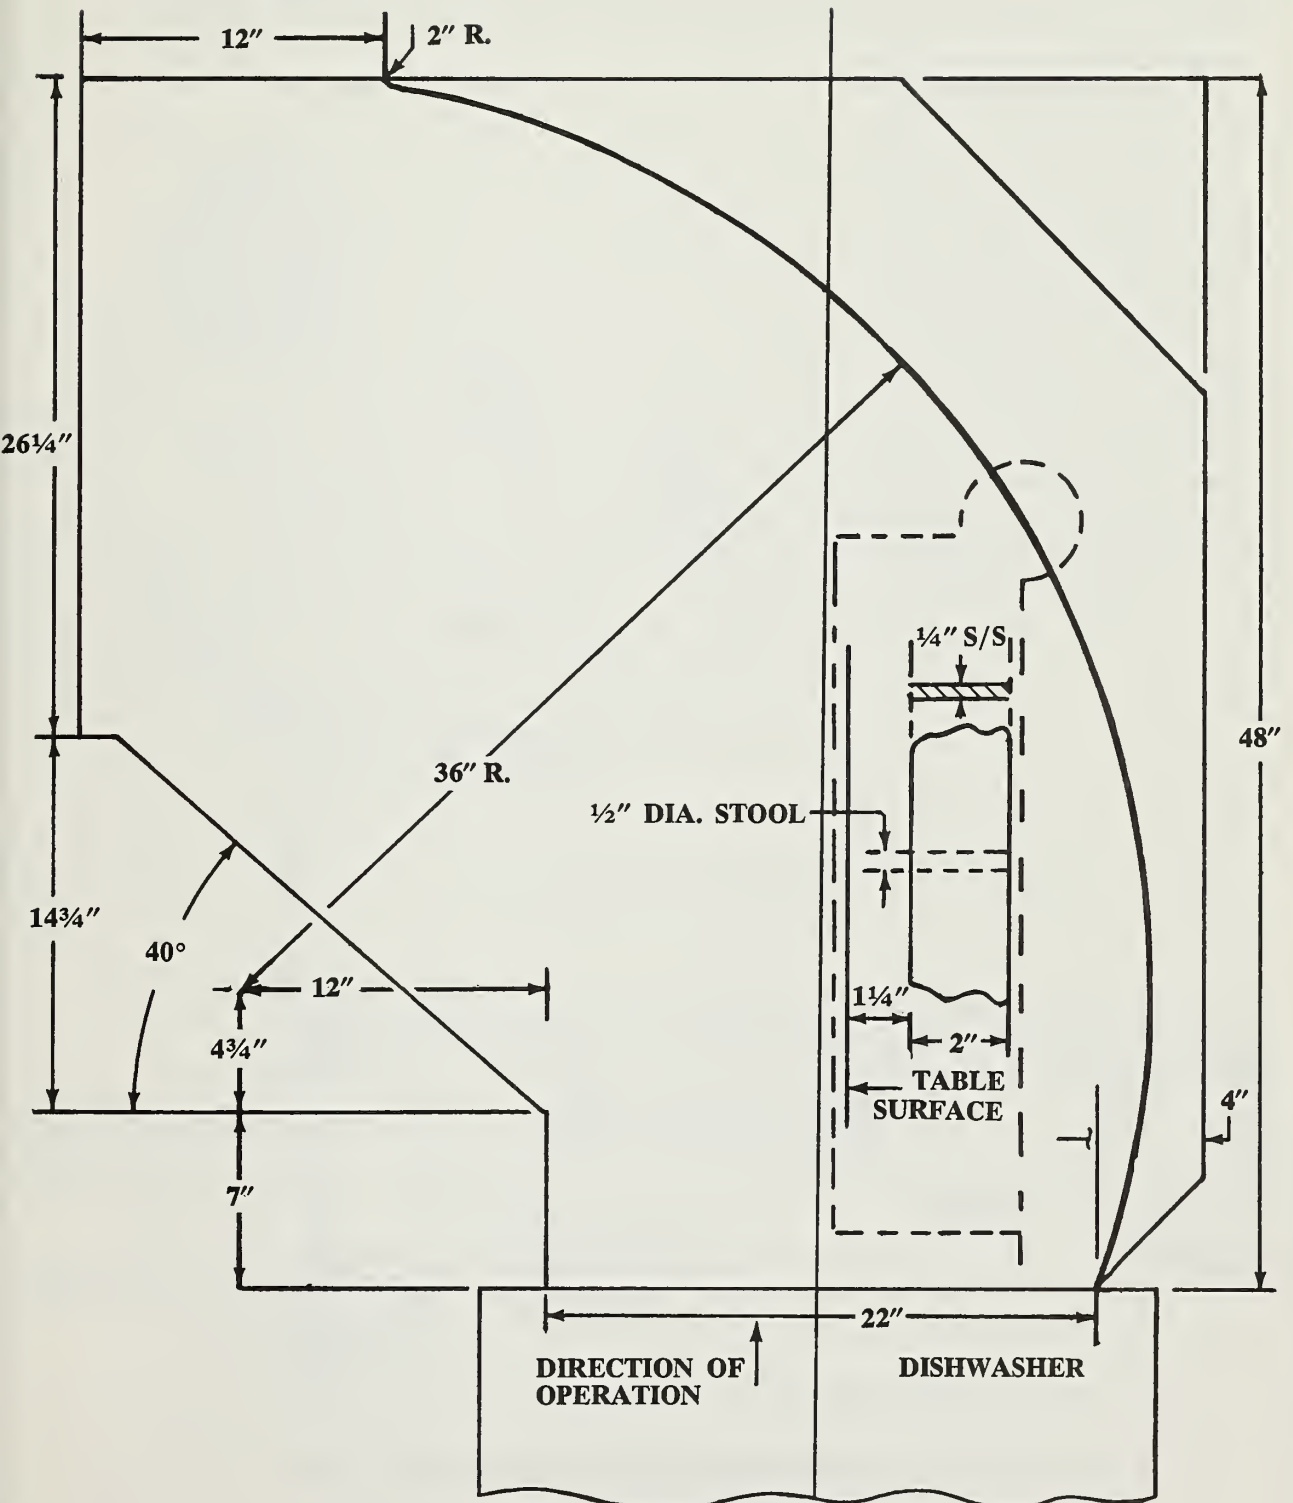 12″
2″ R.
26¼″
¼″ S/S
48″
36″ R.
½″ DIA. STOOL
14¾″
40°
12″
1¼″
4¾″
2″
TABLE
SURFACE
4″
7″
22″
DIRECTION OF
OPERATION
DISHWASHER